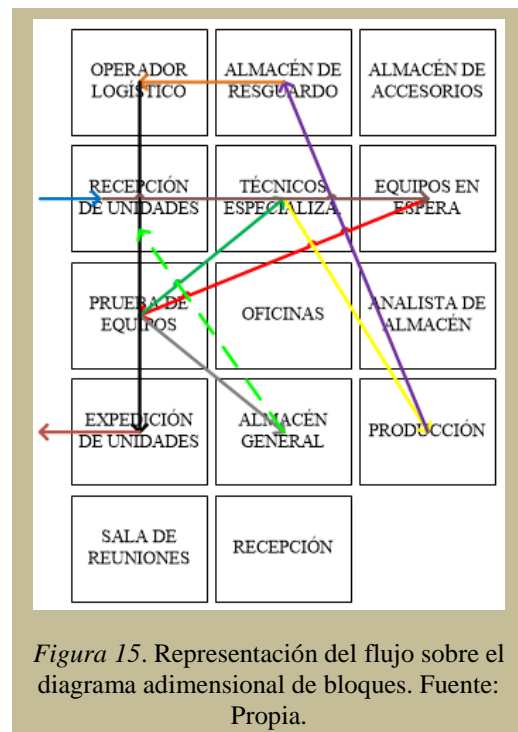 OPERADOR
LOGÍSTICO
ALMACÉN DE
RESGUARDO
ALMACÉN DE
ACCESORIOS
RECEPCIÓN
DE UNIDADES
TÉCNICOS
ESPECIALIZA.
EQUIPOS EN
ESPERA
PRUEBA DE
EQUIPOS
OFICINAS
ANALISTA DE
ALMACÉN
EXPEDICIÓN
DE UNIDADES
ALMACÉN
GENERAL
PRODUCCIÓN
SALA DE
REUNIONES
RECEPCIÓN
Figura 15. Representación del flujo sobre el
diagrama adimensional de bloques. Fuente:
Propia.